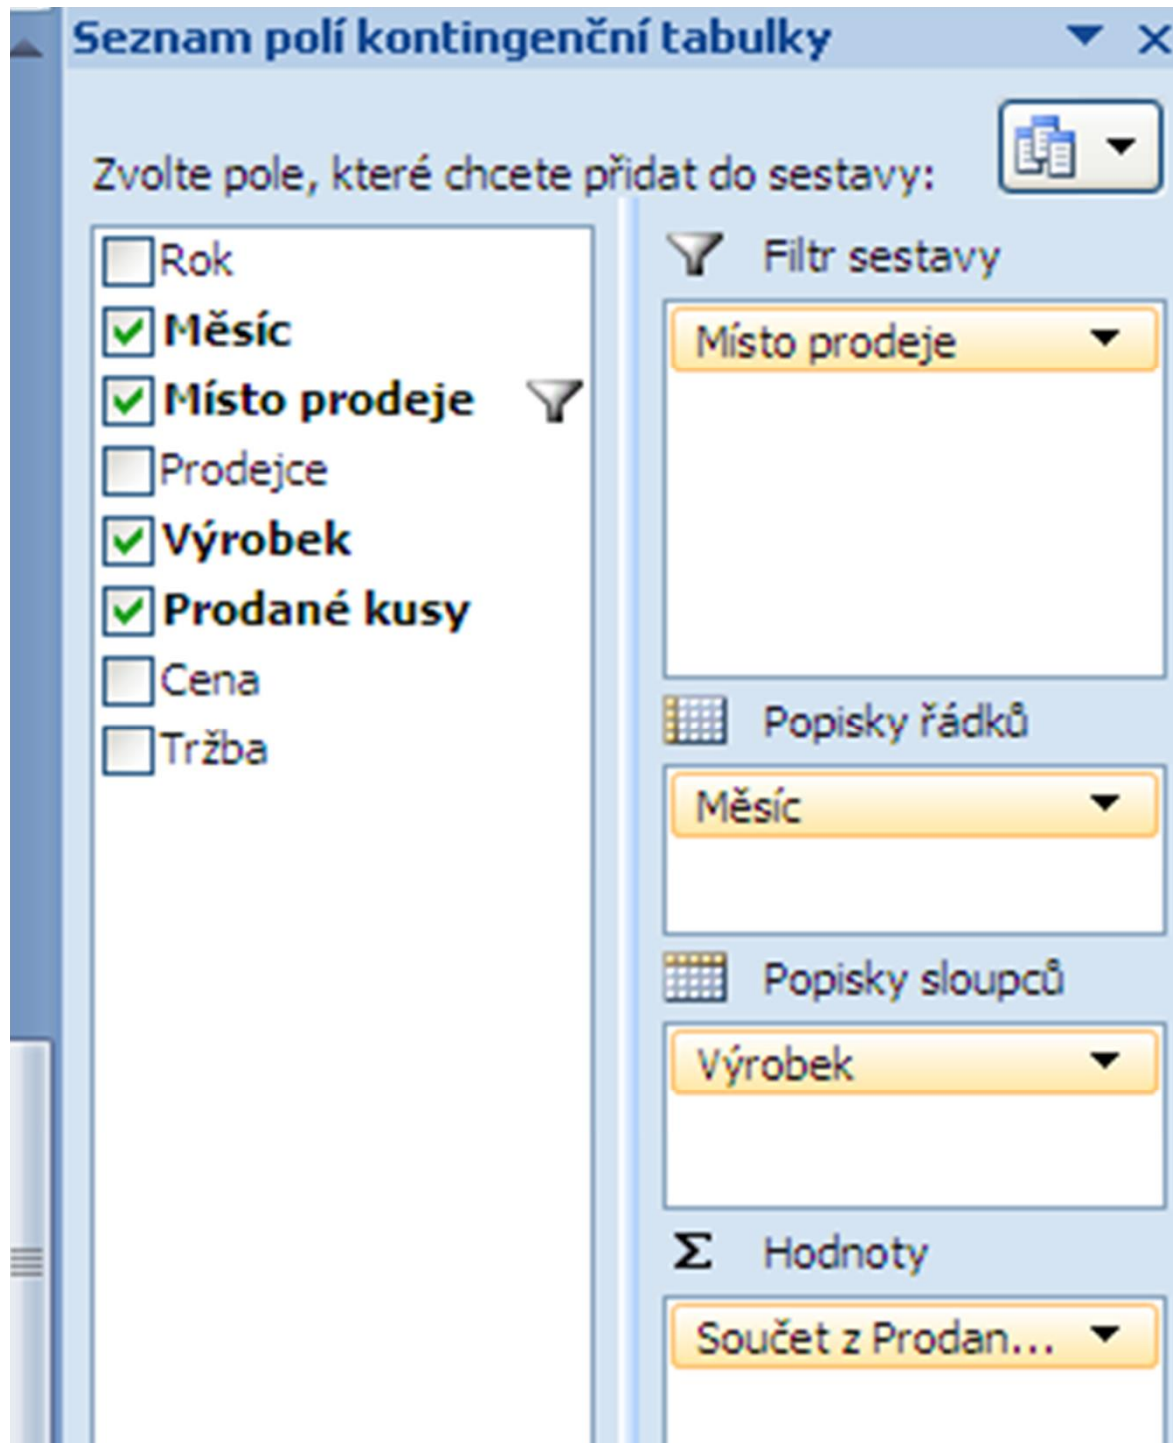 Seznam polí kontingenční tabulky
Zvolte pole, které chcete přidat do sestavy:
Rok
Měsíc
Místo prodeje
Prodejce
Výrobek
Prodané kusy
Cena
Tržba
Filtr sestavy
Místo prodeje
Popisky řádků
Měsíc
Popisky sloupců
Výrobek
Σ Hodnoty
Součet z Prodan...